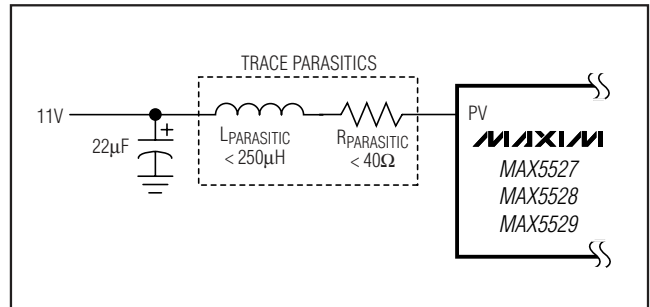 TRACE PARASITICS
11V
22µF
+
LPARASITIC
< 250µH
RPARASITIC
< 40Ω
PV
MAXIM
MAX5527
MAX5528
MAX5529